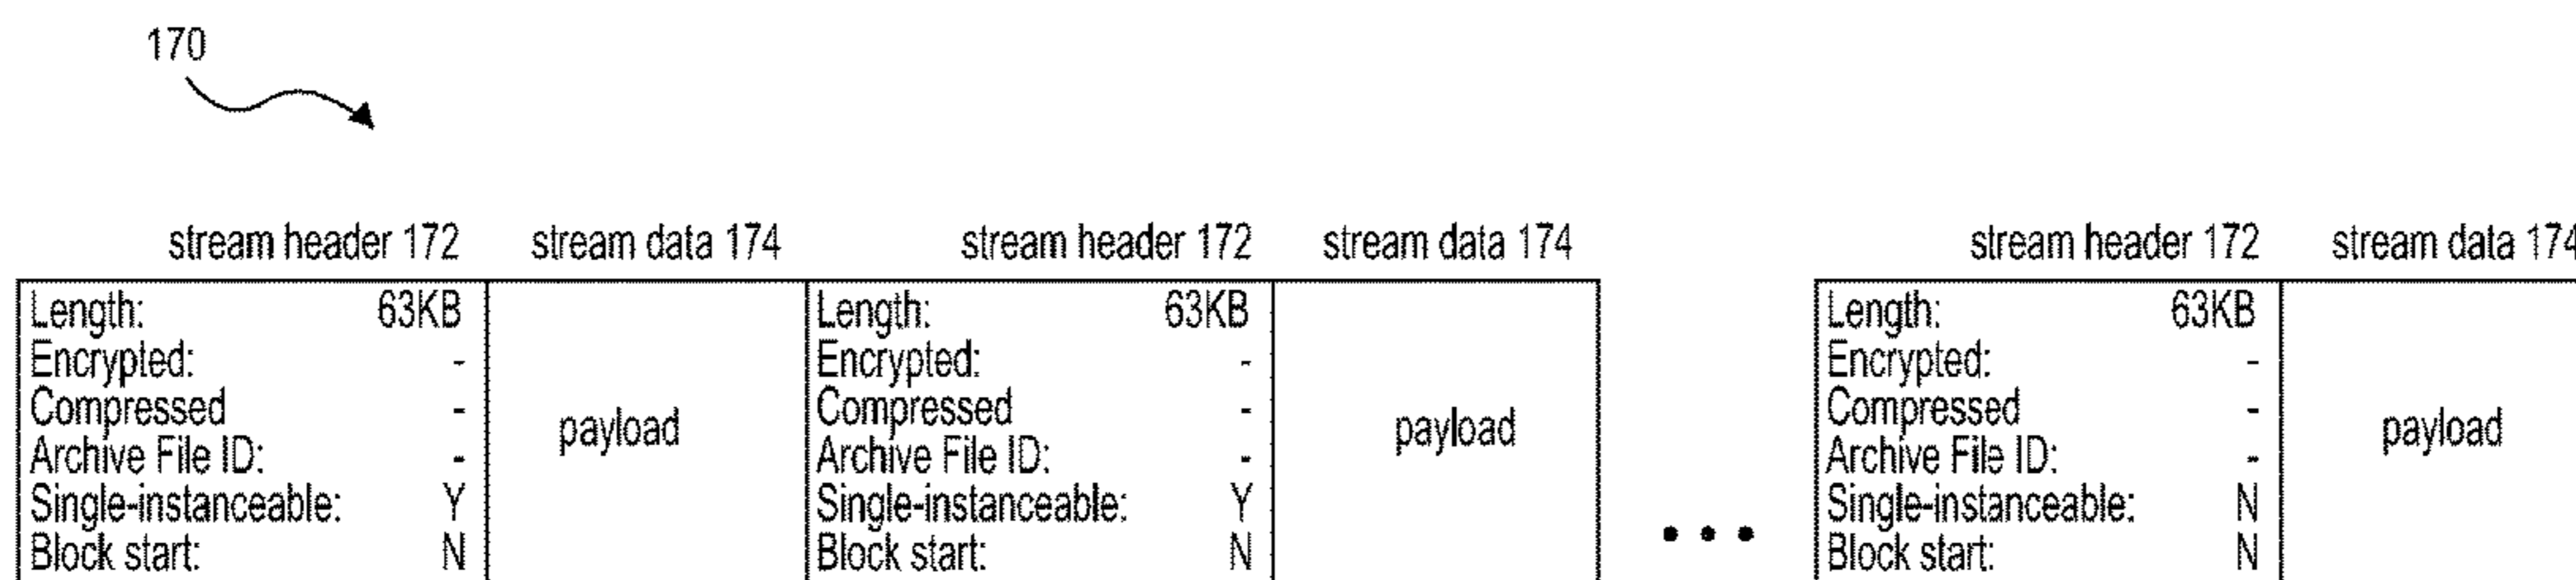 170
stream header 172 stream data 174 stream header 172 stream data 174 stream header 172 stream data 174
Length: 63KB Length: 63KB Length: 63KB
Encrypted: - Encrypted: - Encrypted: -
Compressed - Compressed - Compressed -
payload payload payload
Archive File ID: - Archive File ID: - Archive File ID: -
Single-instanceable: Y Single-instanceable: Y Single-instanceable: N
Block start: N Block start: N Block start: N